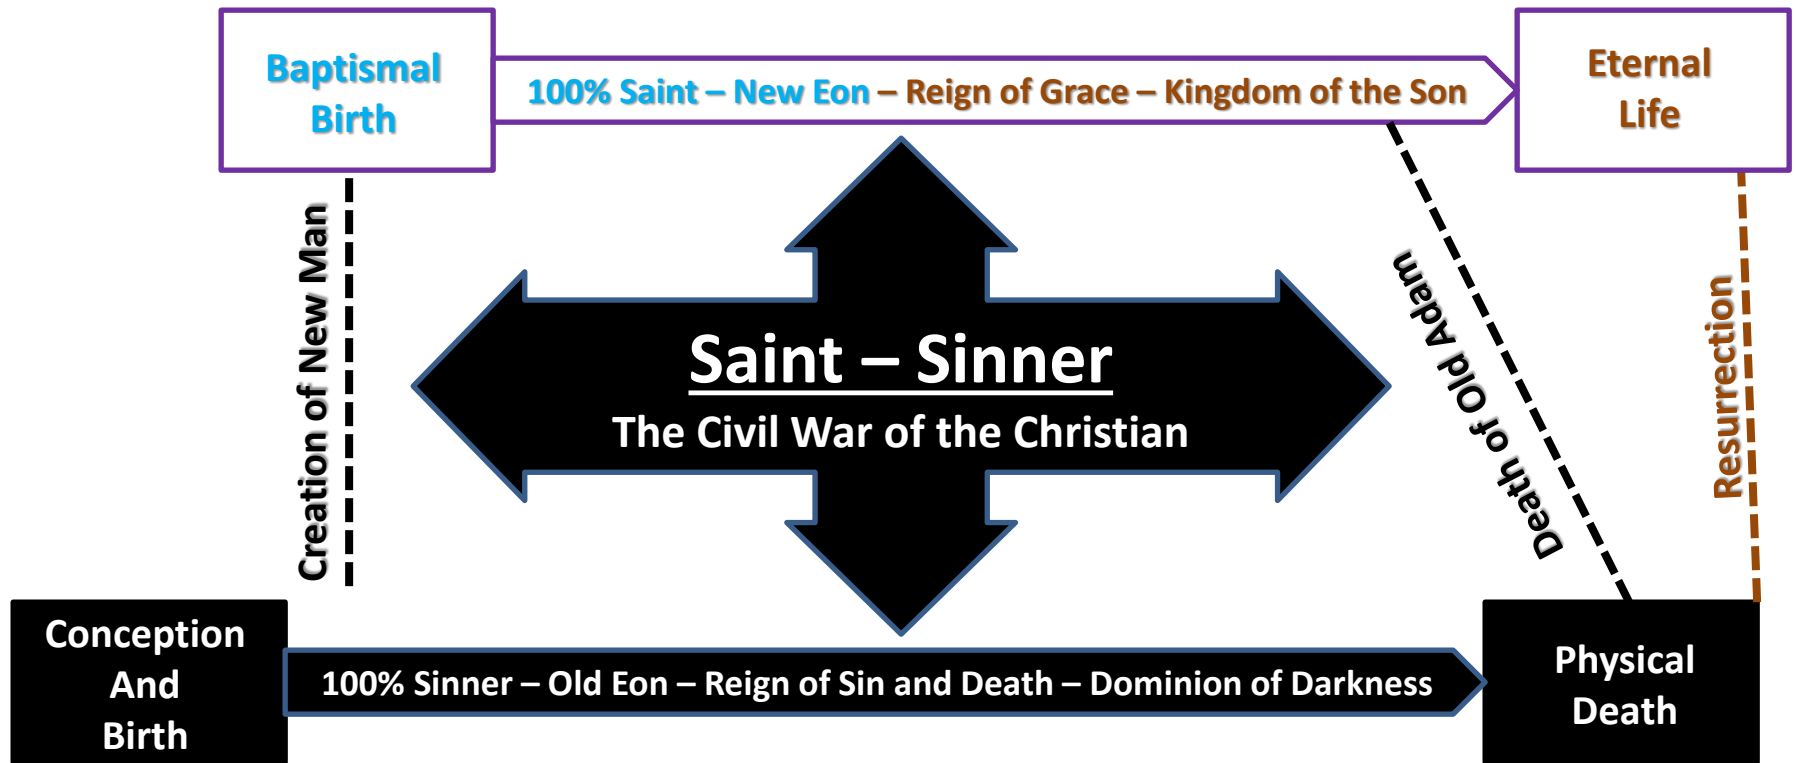 Baptismal
Birth
100% Saint – New Eon – Reign of Grace – Kingdom of the Son
Eternal
Life
Creation of New Man
Saint – Sinner
The Civil War of the Christian
Death of Old Adam
Resurrection
Conception
And
Birth
100% Sinner – Old Eon – Reign of Sin and Death – Dominion of Darkness
Physical
Death